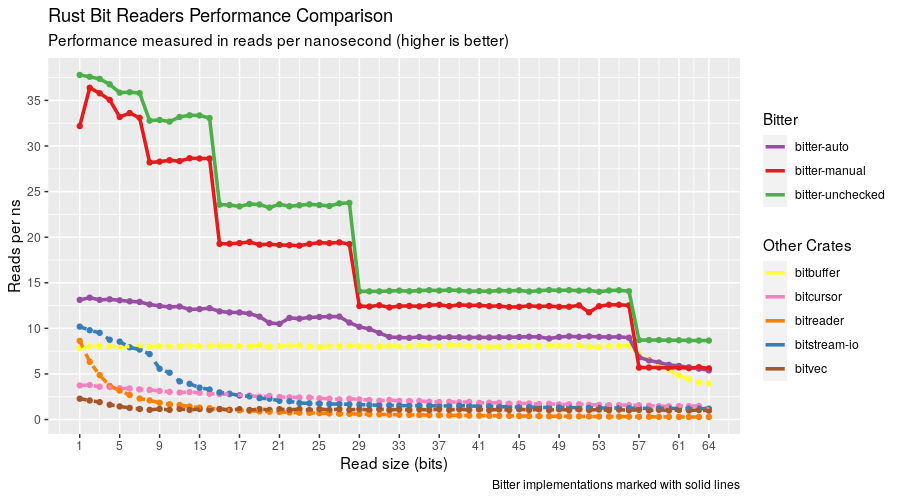 Rust Bit Readers Performance Comparison
Performance measured in reads per nanosecond (higher is better)
Reads per ns
35
30
25
20
15
10
5
0
1 5 9 13 17 21 25 29 33 37 41 45 49 53 57 61 64
Read size (bits)
Bitter
bitter-auto
bitter-manual
bitter-unchecked
Other Crates
bitbuffer
bitcursor
bitreader
bitstream-io
bitvec
Bitter implementations marked with solid lines